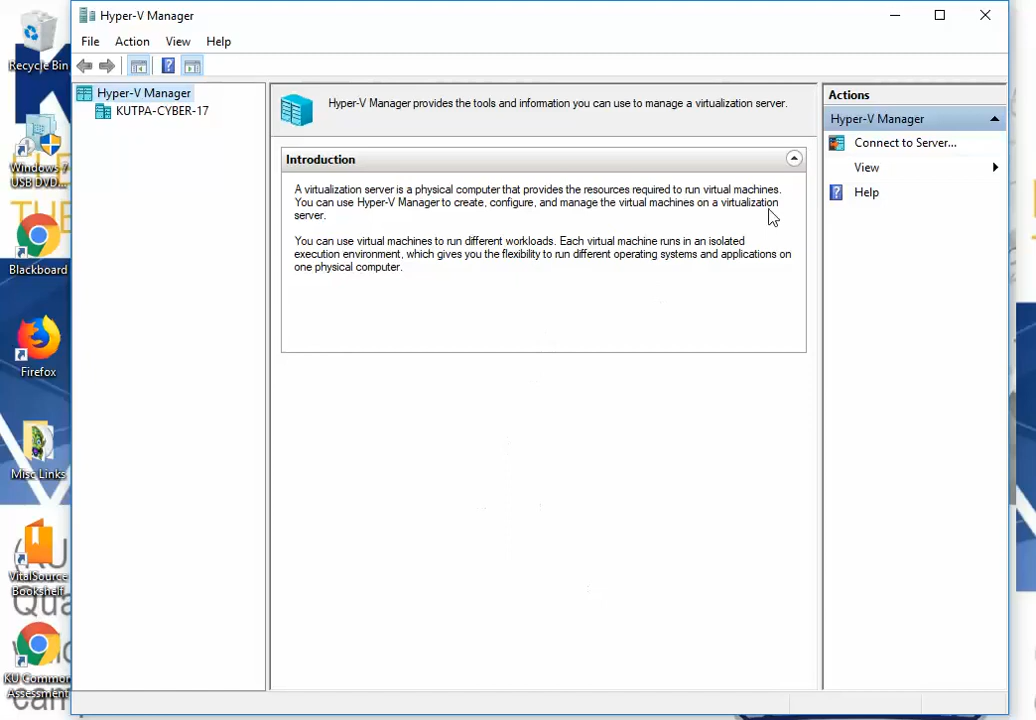 Hyper-V Manager
File Action View Help
Hyper-V Manager
KUTPA-CYBER-17
Hyper-V Manager provides the tools and information you can use to manage a virtualization server.
Introduction
A virtualization server is a physical computer that provides the resources required to run virtual machines.
You can use Hyper-V Manager to create, configure, and manage the virtual machines on a virtualization
server.
You can use virtual machines to run different workloads. Each virtual machine runs in an isolated
execution environment, which gives you the flexibility to run different operating systems and applications on
one physical computer.
Actions
Hyper-V Manager
Connect to Server...
View
Help
Recycle Bin
Windows 7
USB DVD...
Blackboard
Firefox
Misc Links
VitalSource
Bookshelf
KU Common
Assessment